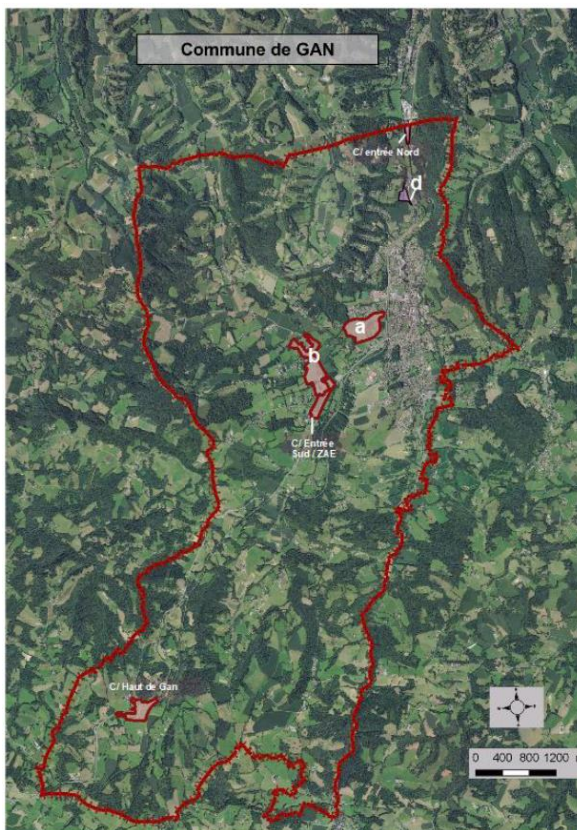 Commune de GAN
C/ entrée Nord
d
a
b
C/ Entrée
Sud / ZAE
C/ Haut de Gan
0 400 800 1200